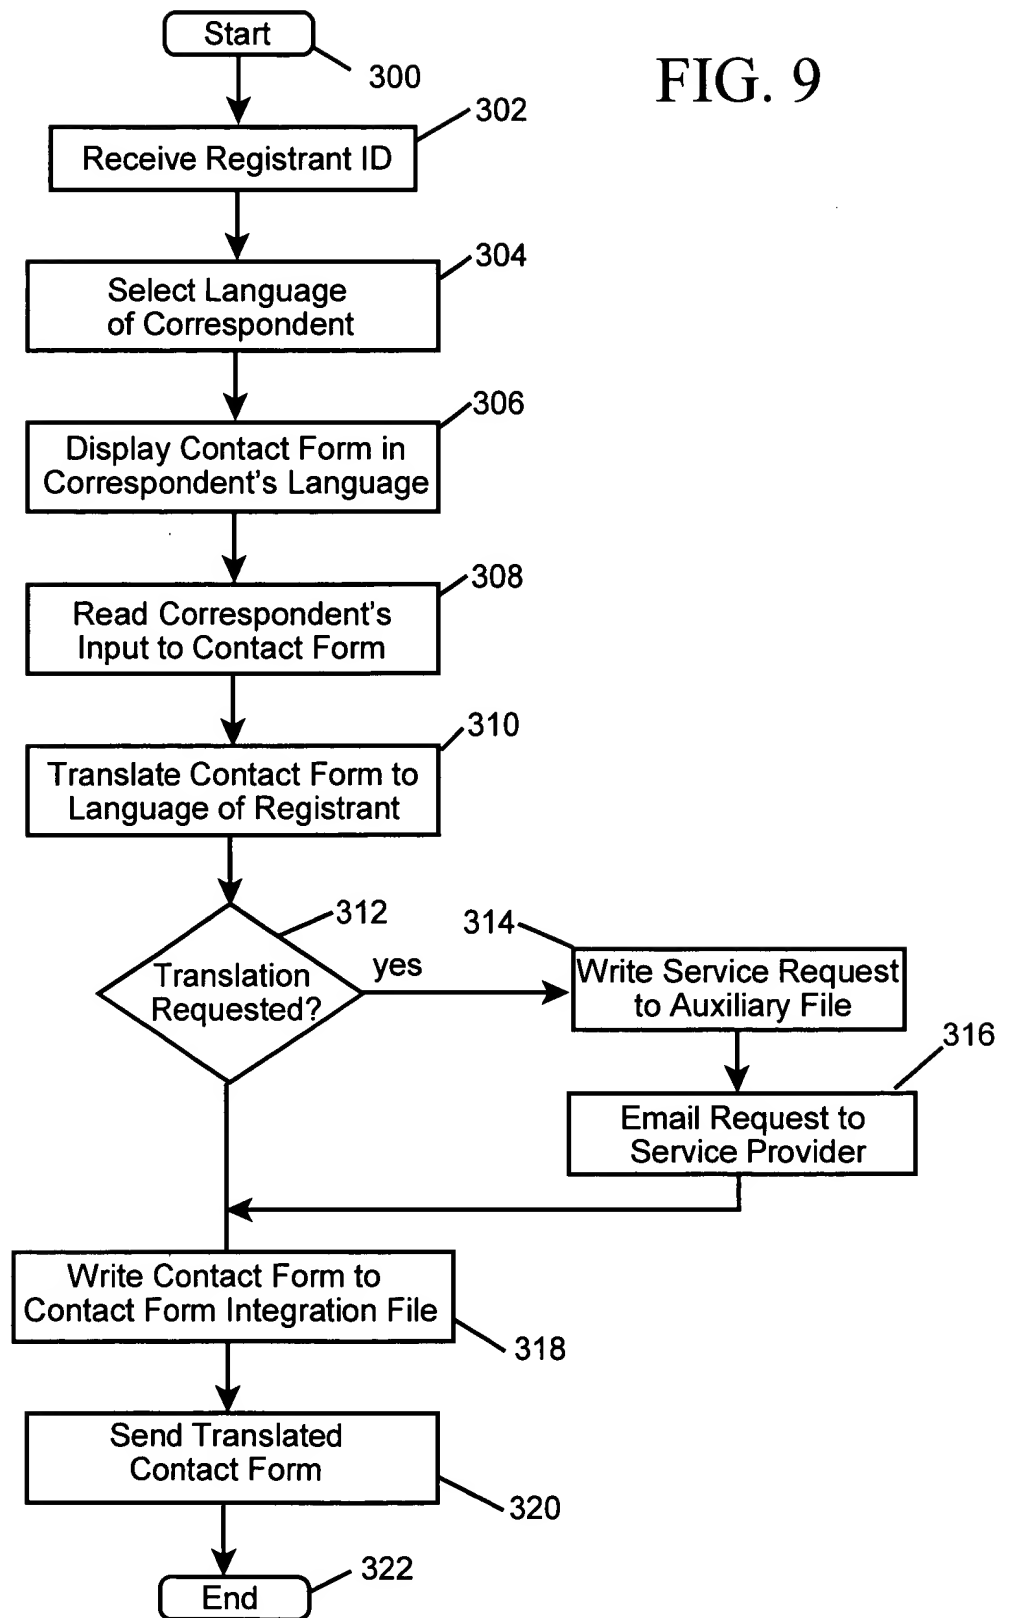 Start
300
FIG. 9
302
Receive Registrant ID
304
Select Language
of Correspondent
306
Display Contact Form in
Correspondent's Language
308
Read Correspondent's
Input to Contact Form
310
Translate Contact Form to
Language of Registrant
312
Translation
Requested?
yes
314
Write Service Request
to Auxiliary File
316
Email Request to
Service Provider
Write Contact Form to
Contact Form Integration File
318
Send Translated
Contact Form
320
322
End